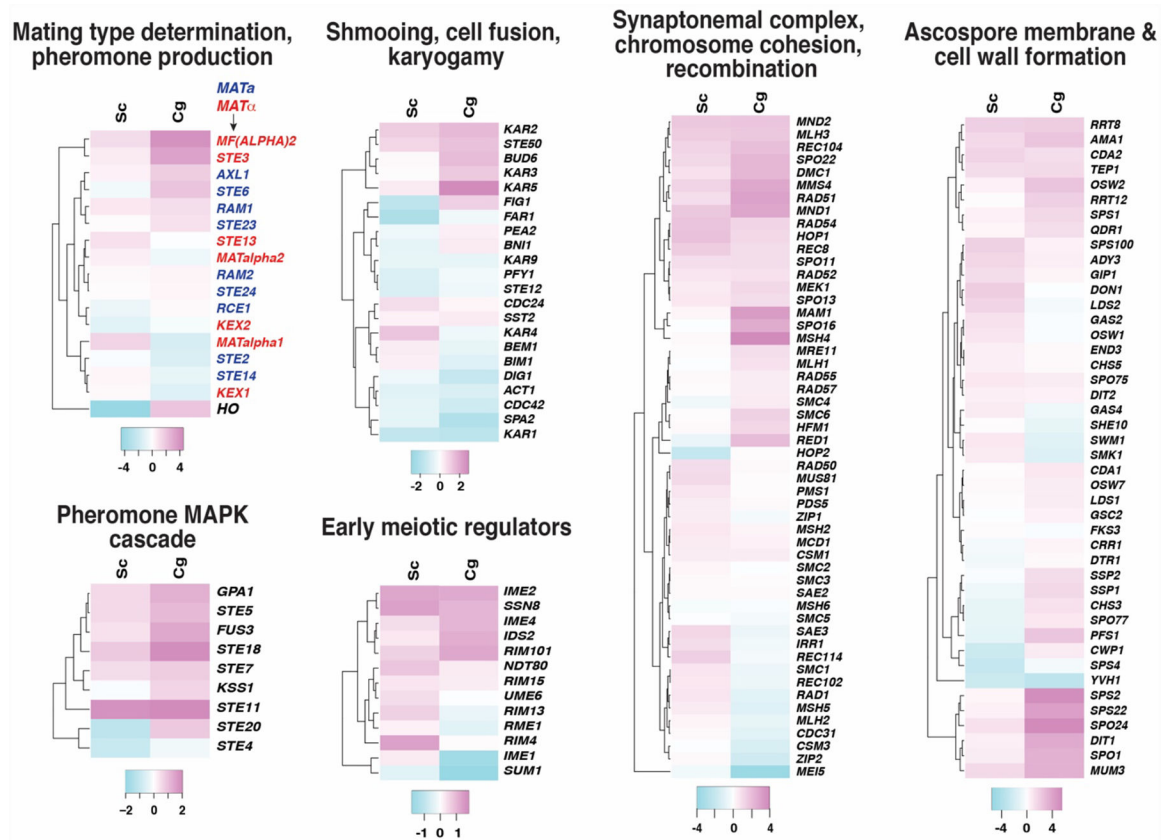 Mating type determination,
pheromone production
MATa
MATα
Sc Cg
MF(ALPHA)2
STE3
AXL1
STE6
RAM1
STE23
STE13
MATalpha2
RAM2
STE24
RCE1
KEX2
MATalpha1
STE2
STE14
KEX1
HO
-4 0 4
Shmooing, cell fusion,
karyogamy
Sc Cg
KAR2
STE50
BUD6
KAR3
KAR5
FIG1
FAR1
PEA2
BNI1
KAR9
PFY1
STE12
CDC24
SST2
KAR4
BEM1
BIM1
DIG1
ACT1
CDC42
SPA2
KAR1
-2 0 2
Pheromone MAPK
cascade
Sc Cg
GPA1
STE5
FUS3
STE18
STE7
KSS1
STE11
STE20
STE4
-2 0 2
Early meiotic regulators
Sc Cg
IME2
SSN8
IME4
IDS2
RIM101
NDT80
RIM15
UME6
RIM13
RME1
RIM4
IME1
SUM1
-1 0 1
Synaptonemal complex,
chromosome cohesion,
recombination
Sc Cg
MND2
MLH3
REC104
SPO22
DMC1
MMS4
RAD51
MND1
RAD54
HOP1
REC8
SPO11
RAD52
MEK1
SPO13
MAM1
SPO16
MSH4
MRE11
MLH1
RAD55
RAD57
SMC4
SMC6
HFM1
RED1
HOP2
RAD50
MUS81
PMS1
PDS5
ZIP1
MSH2
MCD1
CSM1
SMC2
SMC3
SAE2
MSH6
SMC5
SAE3
IRR1
REC114
SMC1
REC102
RAD1
MSH5
MLH2
CDC31
CSM3
ZIP2
MEI5
-4 0 4
Ascospore membrane &
cell wall formation
Sc Cg
RRT8
AMA1
CDA2
TEP1
OSW2
RRT12
SPS1
QDR1
SPS100
ADY3
GIP1
DON1
LDS2
GAS2
OSW1
END3
CHS5
SPO75
DIT2
GAS4
SHE10
SWM1
SMK1
CDA1
OSW7
LDS1
GSC2
FKS3
CRR1
DTR1
SSP2
SSP1
CHS3
SPO77
PFS1
CWP1
SPS4
YVH1
SPS2
SPS22
SPO24
DIT1
SPO1
MUM3
-4 0 4